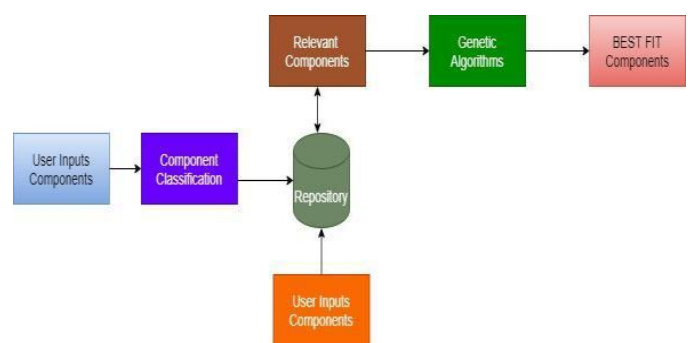 Relevant
Components
Genetic
Algorithms
BEST FIT
Components
User Inputs
Components
Component
Classification
Repository
User Inputs
Components